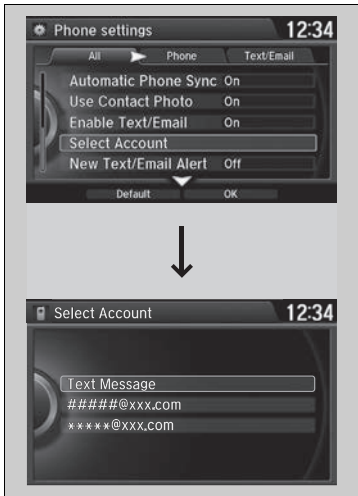 Phone settings 12:34
All Phone Text/Email
Automatic Phone Sync On
Use Contact Photo On
Enable Text/Email On
Select Account
New Text/Email Alert Off
Default OK
Select Account 12:34
Text Message
#####@xxx.com
*****@xxx.com